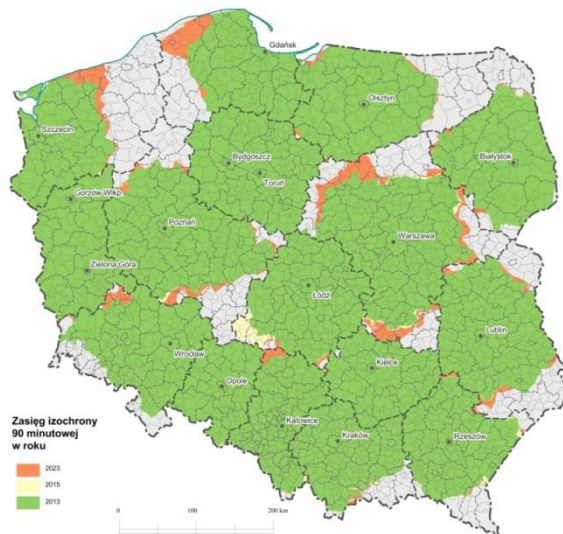 Gdańsk
Olsztyn
Szczecin
Białystok
Bydgoszcz
Toruń
Gorzów Wlkp
Poznań
Warszawa
Zielona Góra
Łódź
Lublin
Wrocław
Kielce
Opole
Katowice
Kraków
Rzeszów
Zasięg izochrony
90 minutowej
w roku
2023
2015
2013
0 100 200 km